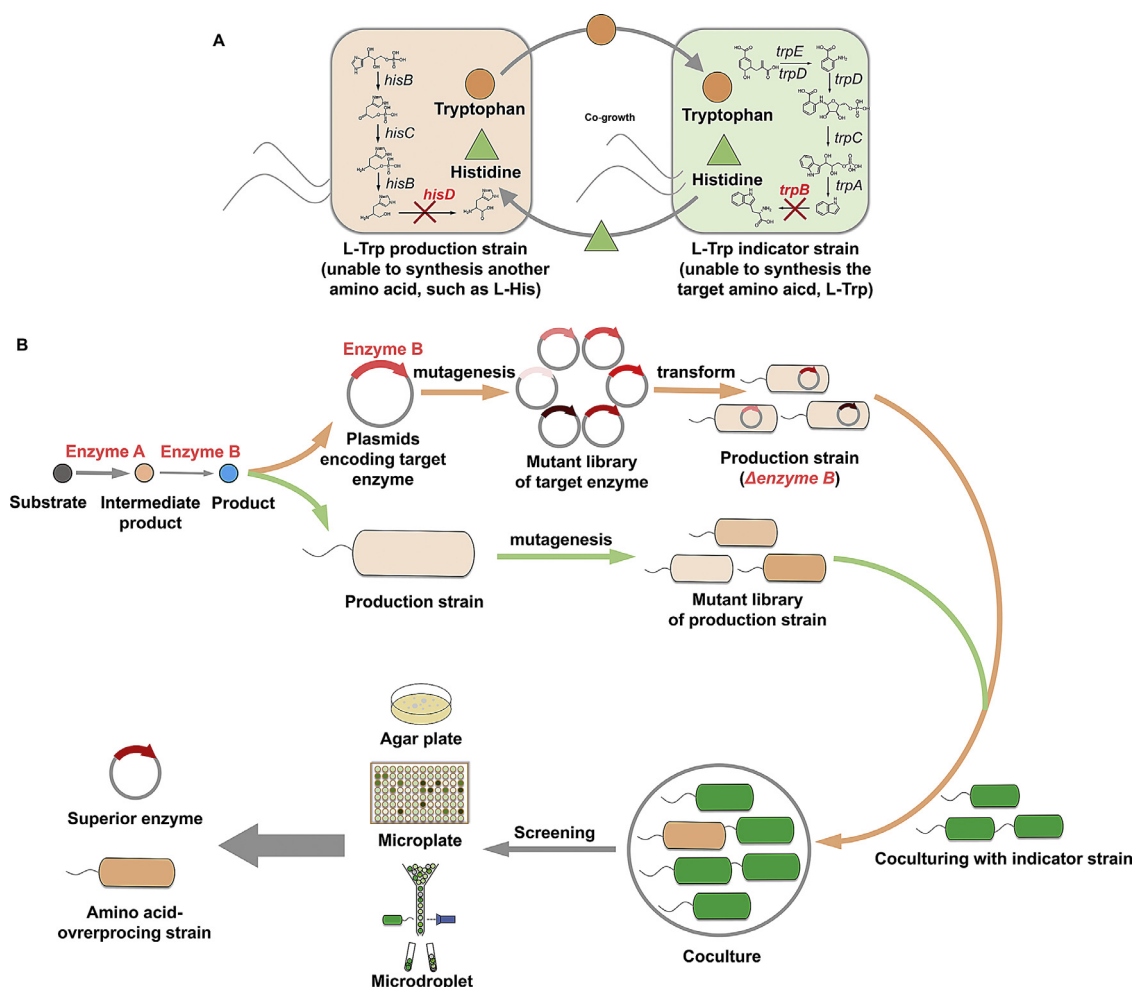 A
trpE
trpD
hisB
trpD
Tryptophan
Tryptophan
Co-growth
hisC
trpC
Histidine
Histidine
hisB
hisD
trpB
trpA
L-Trp production strain
(unable to synthesis another
amino acid, such as L-His)
L-Trp indicator strain
(unable to synthesis the
target amino aicd, L-Trp)
B
Enzyme B
mutagenesis
transform
Enzyme A
Enzyme B
Plasmids
encoding target
enzyme
Mutant library
of target enzyme
Production strain
(Δenzyme B)
Substrate
Intermediate
product
Product
mutagenesis
Production strain
Mutant library
of production strain
Agar plate
Superior enzyme
Microplate
Screening
Coculturing with indicator strain
Amino acid-
ovrerprocing strain
Coculture
Microdroplet